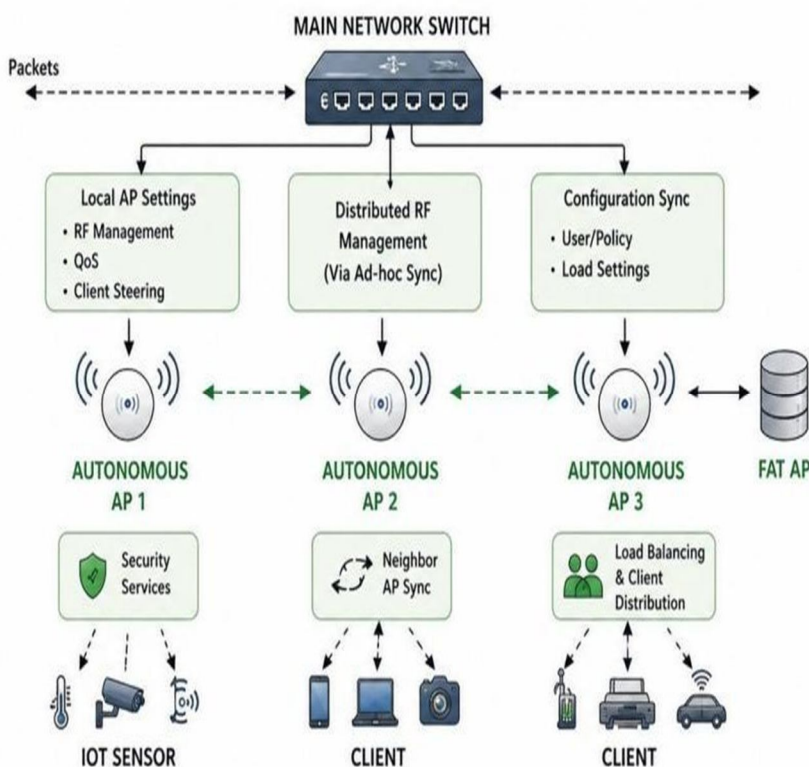 MAIN NETWORK SWITCH
Packets
Local AP Settings
• RF Management
• QoS
• Client Steering
Distributed RF
Management
(Via Ad-hoc Sync)
Configuration Sync
• User/Policy
• Load Settings
AUTONOMOUS
AP 1
AUTONOMOUS
AP 2
AUTONOMOUS
AP 3
FAT AP
Security
Services
Neighbor
AP Sync
Load Balancing
& Client
Distribution
IOT SENSOR
CLIENT
CLIENT